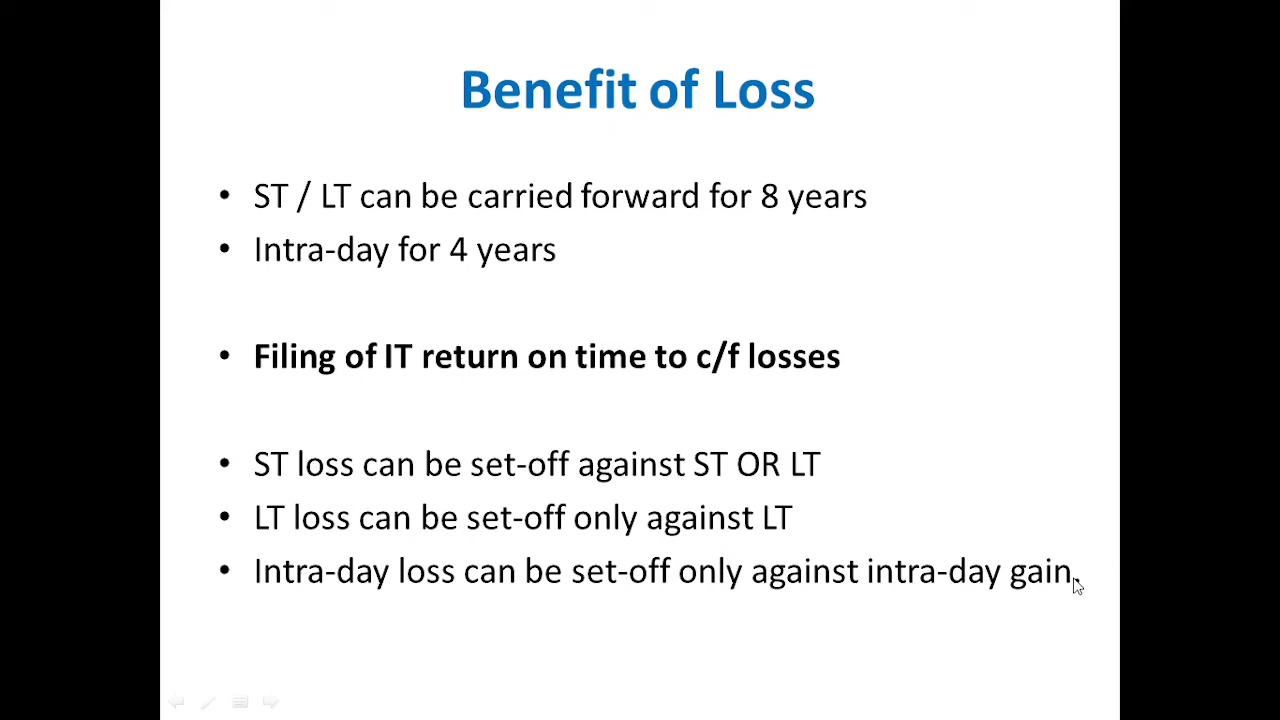 Benefit of Loss
• ST / LT can be carried forward for 8 years
• Intra-day for 4 years
• Filing of IT return on time to c/f losses
• ST loss can be set-off against ST OR LT
• LT loss can be set-off only against LT
• Intra-day loss can be set-off only against intra-day gain.